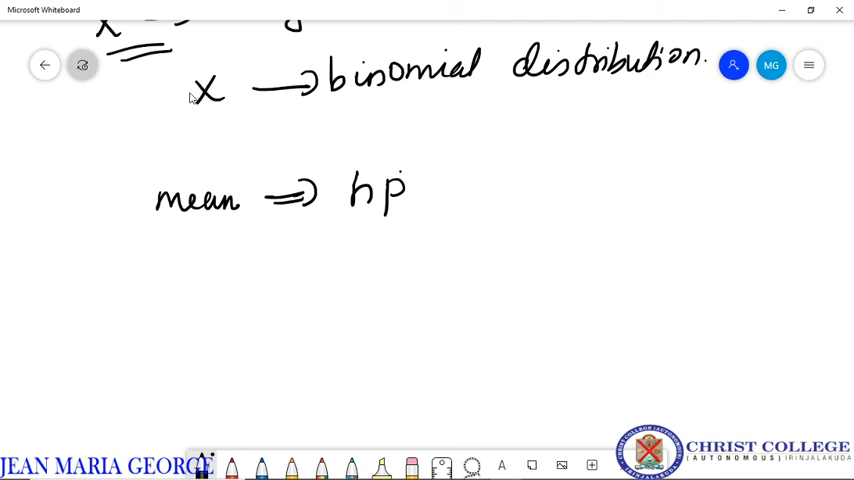 Microsoft Whiteboard
x
x → binomial distribution.
MG
mean ⇒ np
A
JEAN MARIA GEORGE
CHRIST COLLEGE
(AUTONOMOUS) IRINJALAKUDA